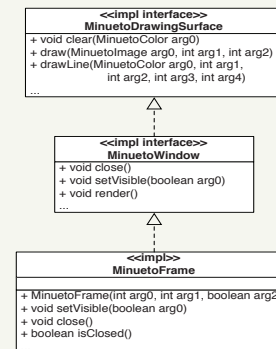 <<impl interface>>
MinuetoDrawingSurface
+ void clear(MinuetoColor arg0)
+ draw(MinuetoImage arg0, int arg1, int arg2)
+ drawLine(MinuetoColor arg0, int arg1,
int arg2, int arg3, int arg4)
...
<<impl interface>>
MinuetoWindow
+ void close()
+ void setVisible(boolean arg0)
+ void render()
...
<<impl>>
MinuetoFrame
+ MinuetoFrame(int arg0, int arg1, boolean arg2
+ void setVisible(boolean arg0)
+ void close()
+ boolean isClosed()